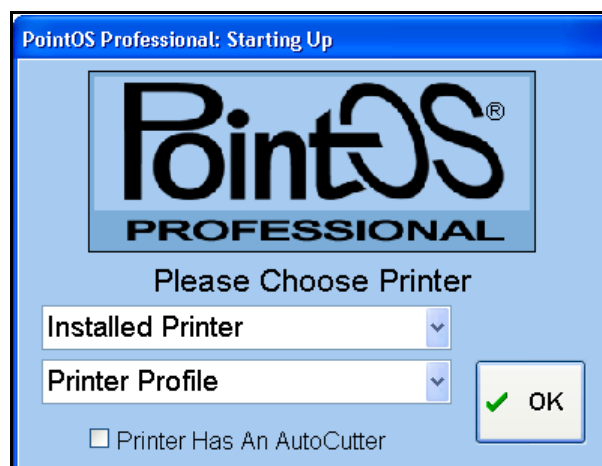 PointOS Professional: Starting Up
PointOS®
PROFESSIONAL
Please Choose Printer
Installed Printer
Printer Profile
OK
Printer Has An AutoCutter